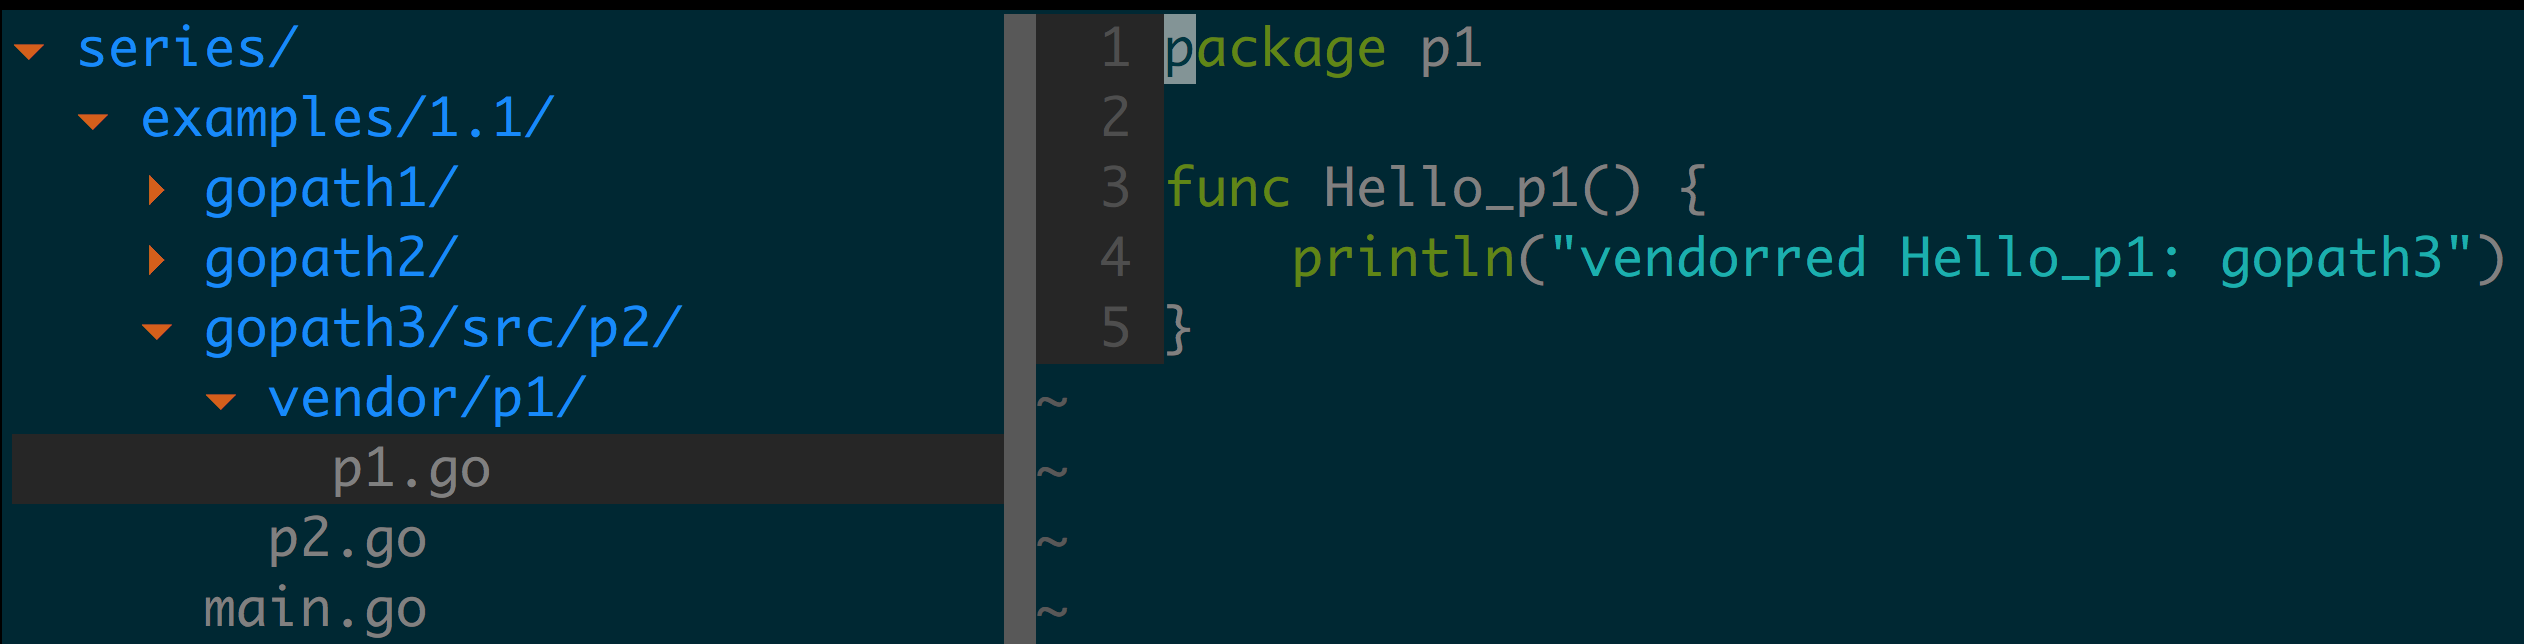 series/
examples/1.1/
gopath1/
gopath2/
gopath3/src/p2/
vendor/p1/
p1.go
p2.go
main.go
1 package p1
2
3 func Hello_p1() {
4     println("vendorred Hello_p1: gopath3")
5 }
~
~
~
~